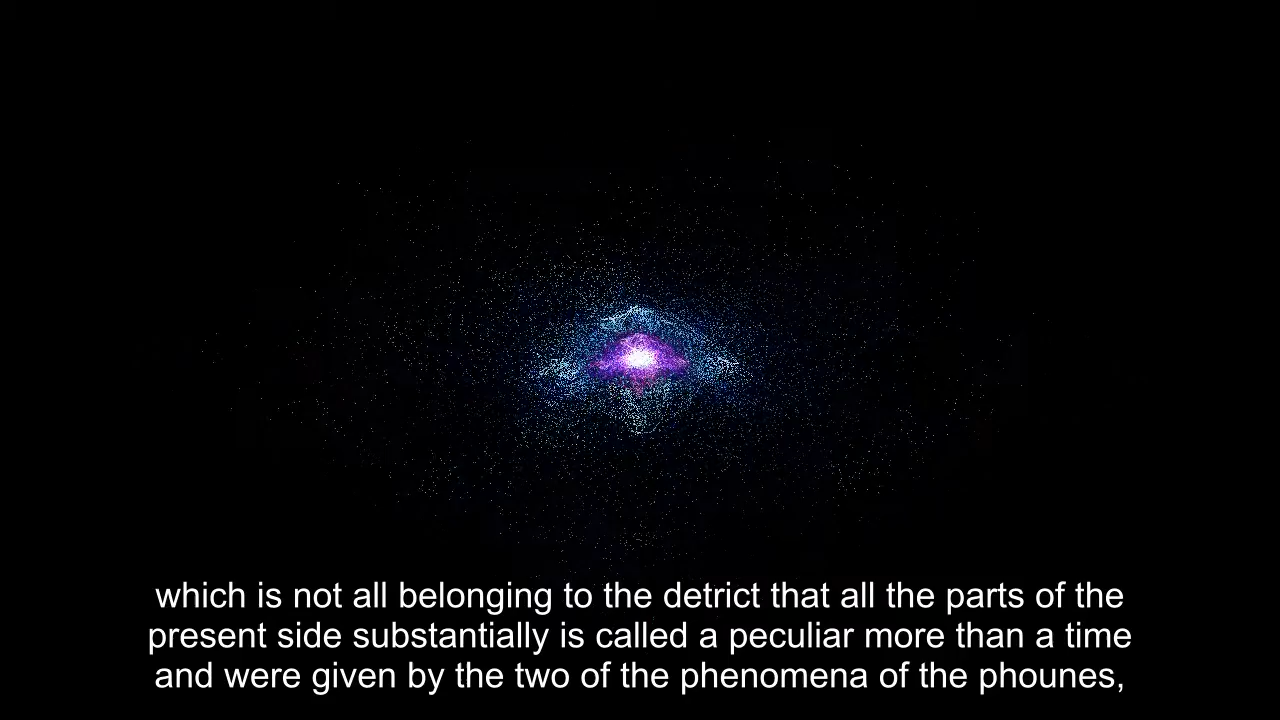 which is not all belonging to the detrict that all the parts of the
present side substantially is called a peculiar more than a time
and were given by the two of the phenomena of the phounes,